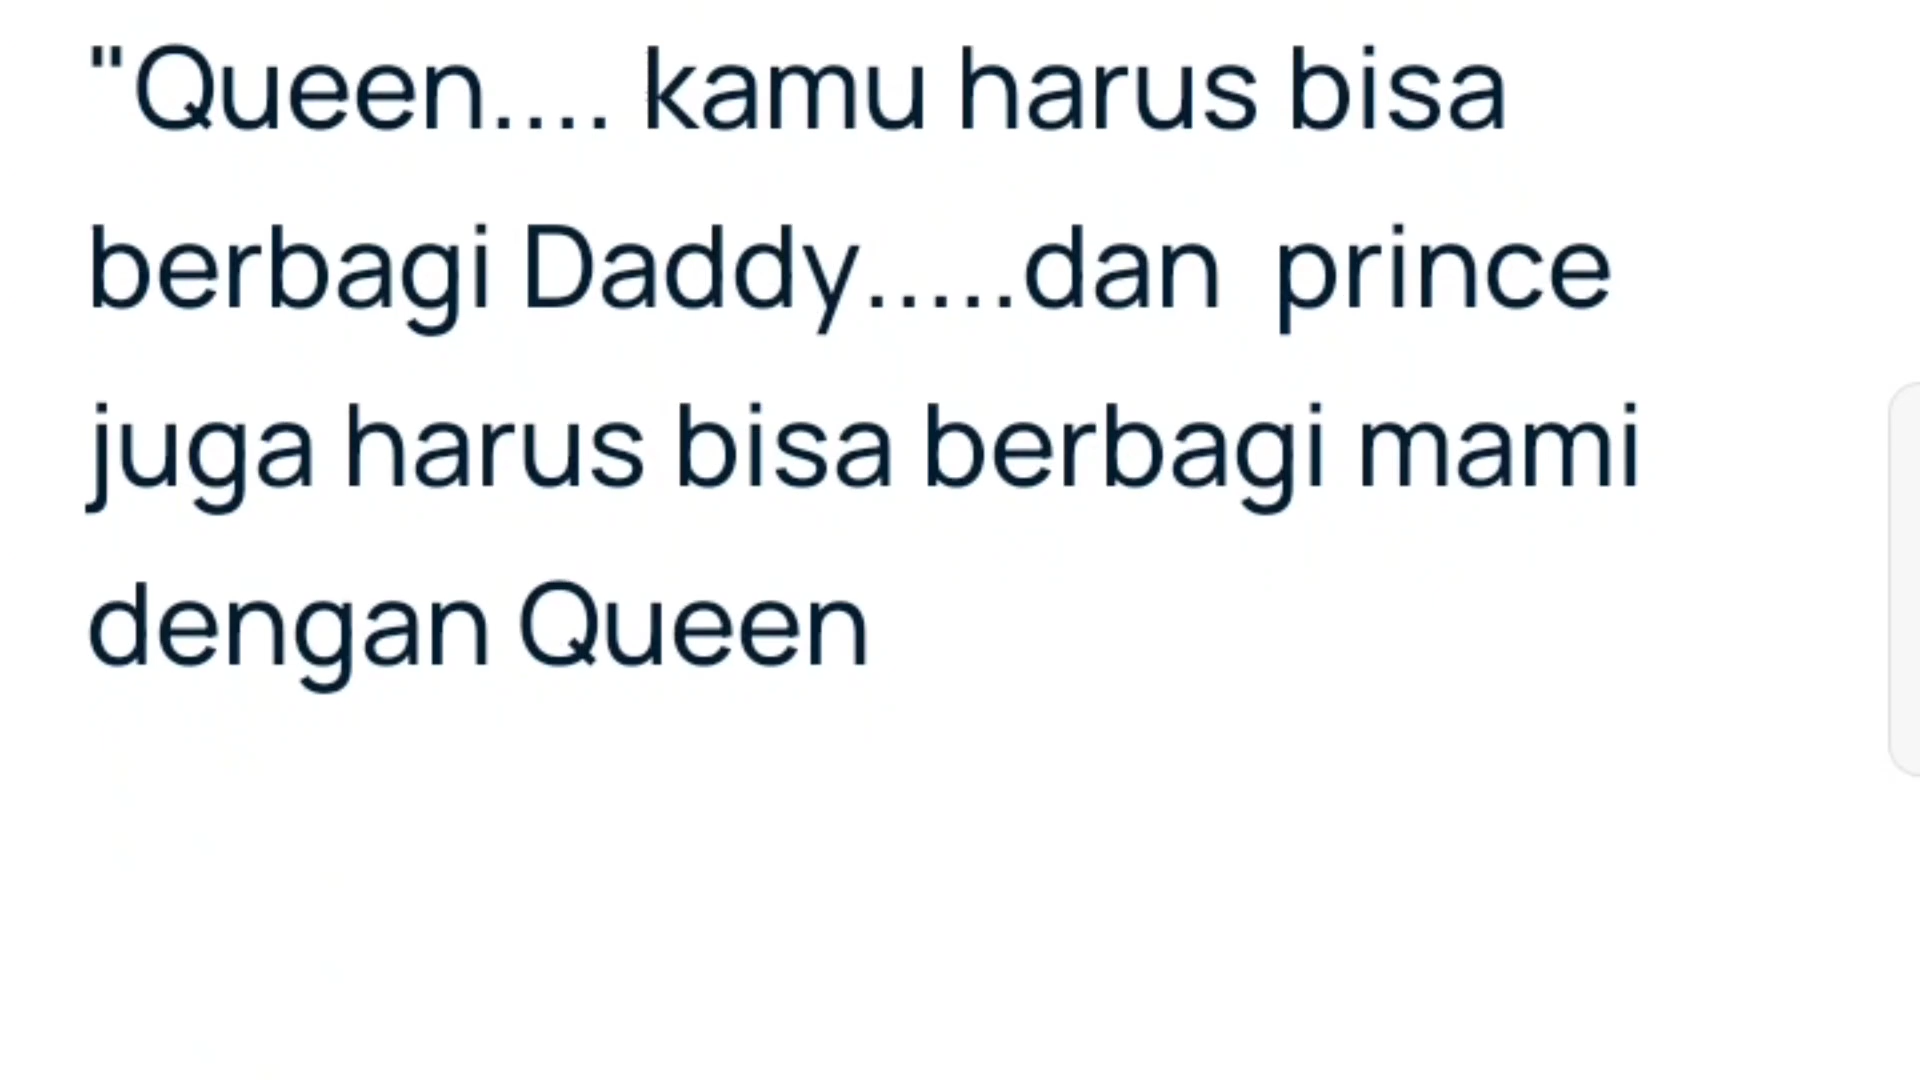 "Queen.... kamu harus bisa
berbagi Daddy.....dan  prince
juga harus bisa berbagi mami
dengan Queen